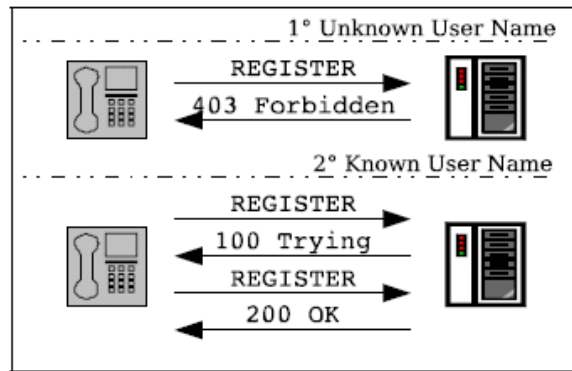 1° Unknown User Name
REGISTER
403 Forbidden
2° Known User Name
REGISTER
100 Trying
REGISTER
200 OK